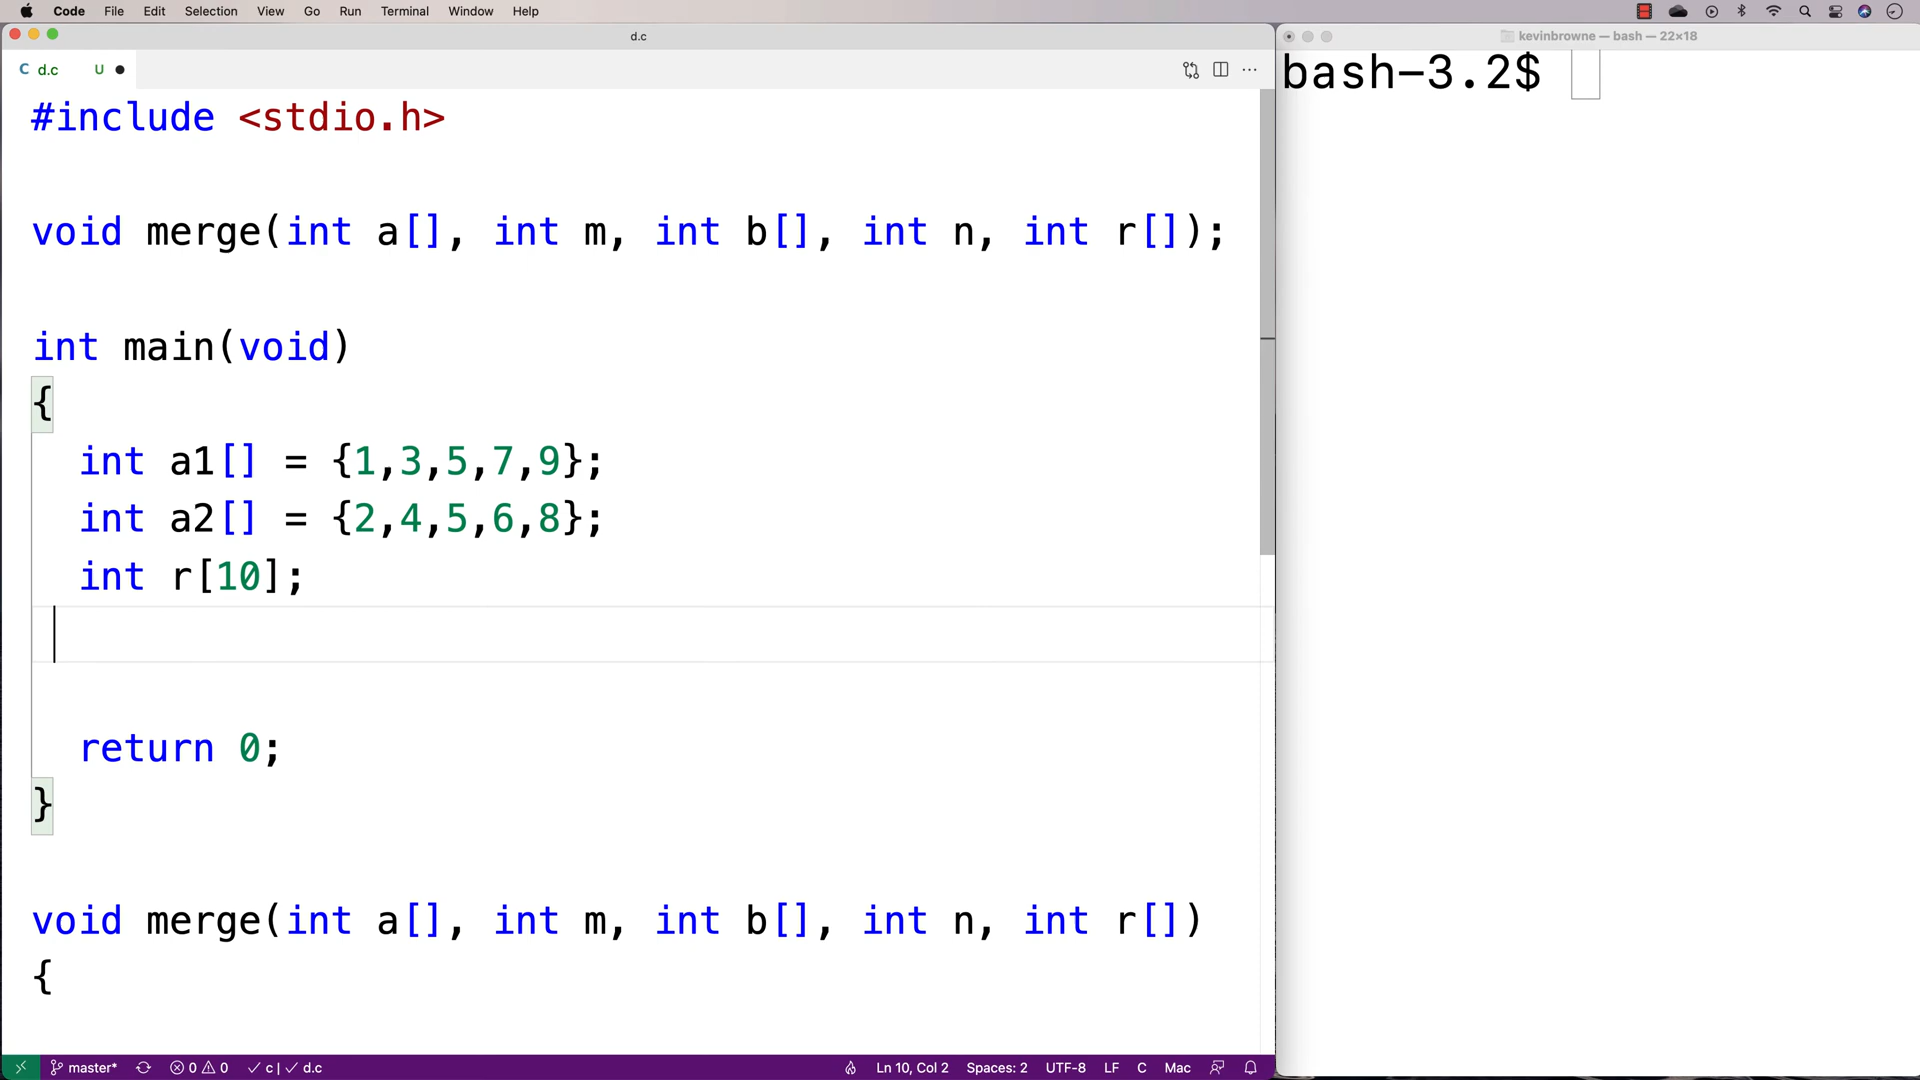 Code File Edit Selection View Go Run Terminal Window Help
d.c
kevinbrowne — bash — 22×18
C d.c U
bash-3.2$
#include <stdio.h>
void merge(int a[], int m, int b[], int n, int r[]);
int main(void)
{
int a1[] = {1,3,5,7,9};
int a2[] = {2,4,5,6,8};
int r[10];
return 0;
}
void merge(int a[], int m, int b[], int n, int r[])
{
master* 0 0 c | d.c Ln 10, Col 2 Spaces: 2 UTF-8 LF C Mac